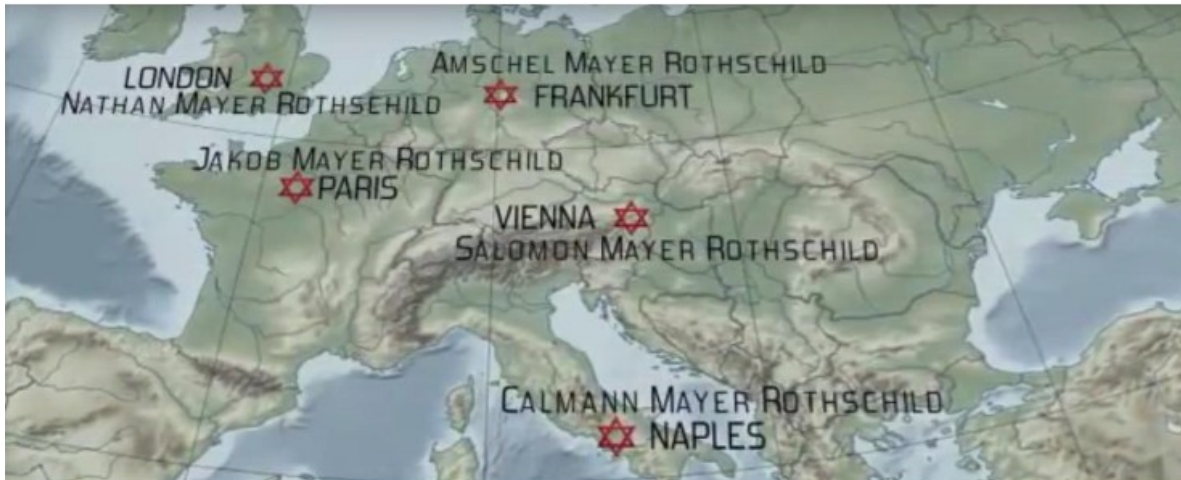 LONDON
NATHAN MAYER ROTHSCHILD
AMSCHEL MAYER ROTHSCHILD
FRANKFURT
JAKOB MAYER ROTHSCHILD
PARIS
VIENNA
SALOMON MAYER ROTHSCHILD
CALMANN MAYER ROTHSCHILD
NAPLES